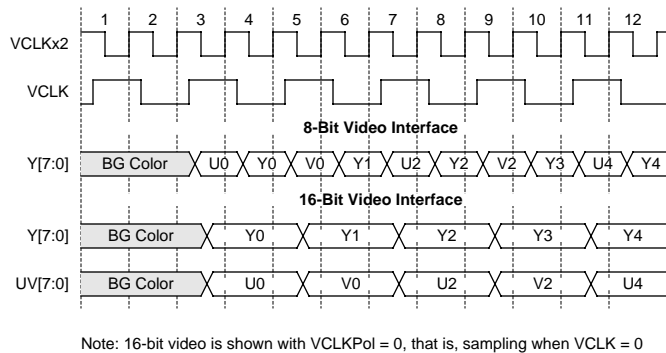 1 2 3 4 5 6 7 8 9 10 11 12
VCLKx2
VCLK
8-Bit Video Interface
Y[7:0] BG Color U0 Y0 V0 Y1 U2 Y2 V2 Y3 U4 Y4
16-Bit Video Interface
Y[7:0] BG Color Y0 Y1 Y2 Y3 Y4
UV[7:0] BG Color U0 V0 U2 V2 U4
Note: 16-bit video is shown with VCLKPol = 0, that is, sampling when VCLK = 0